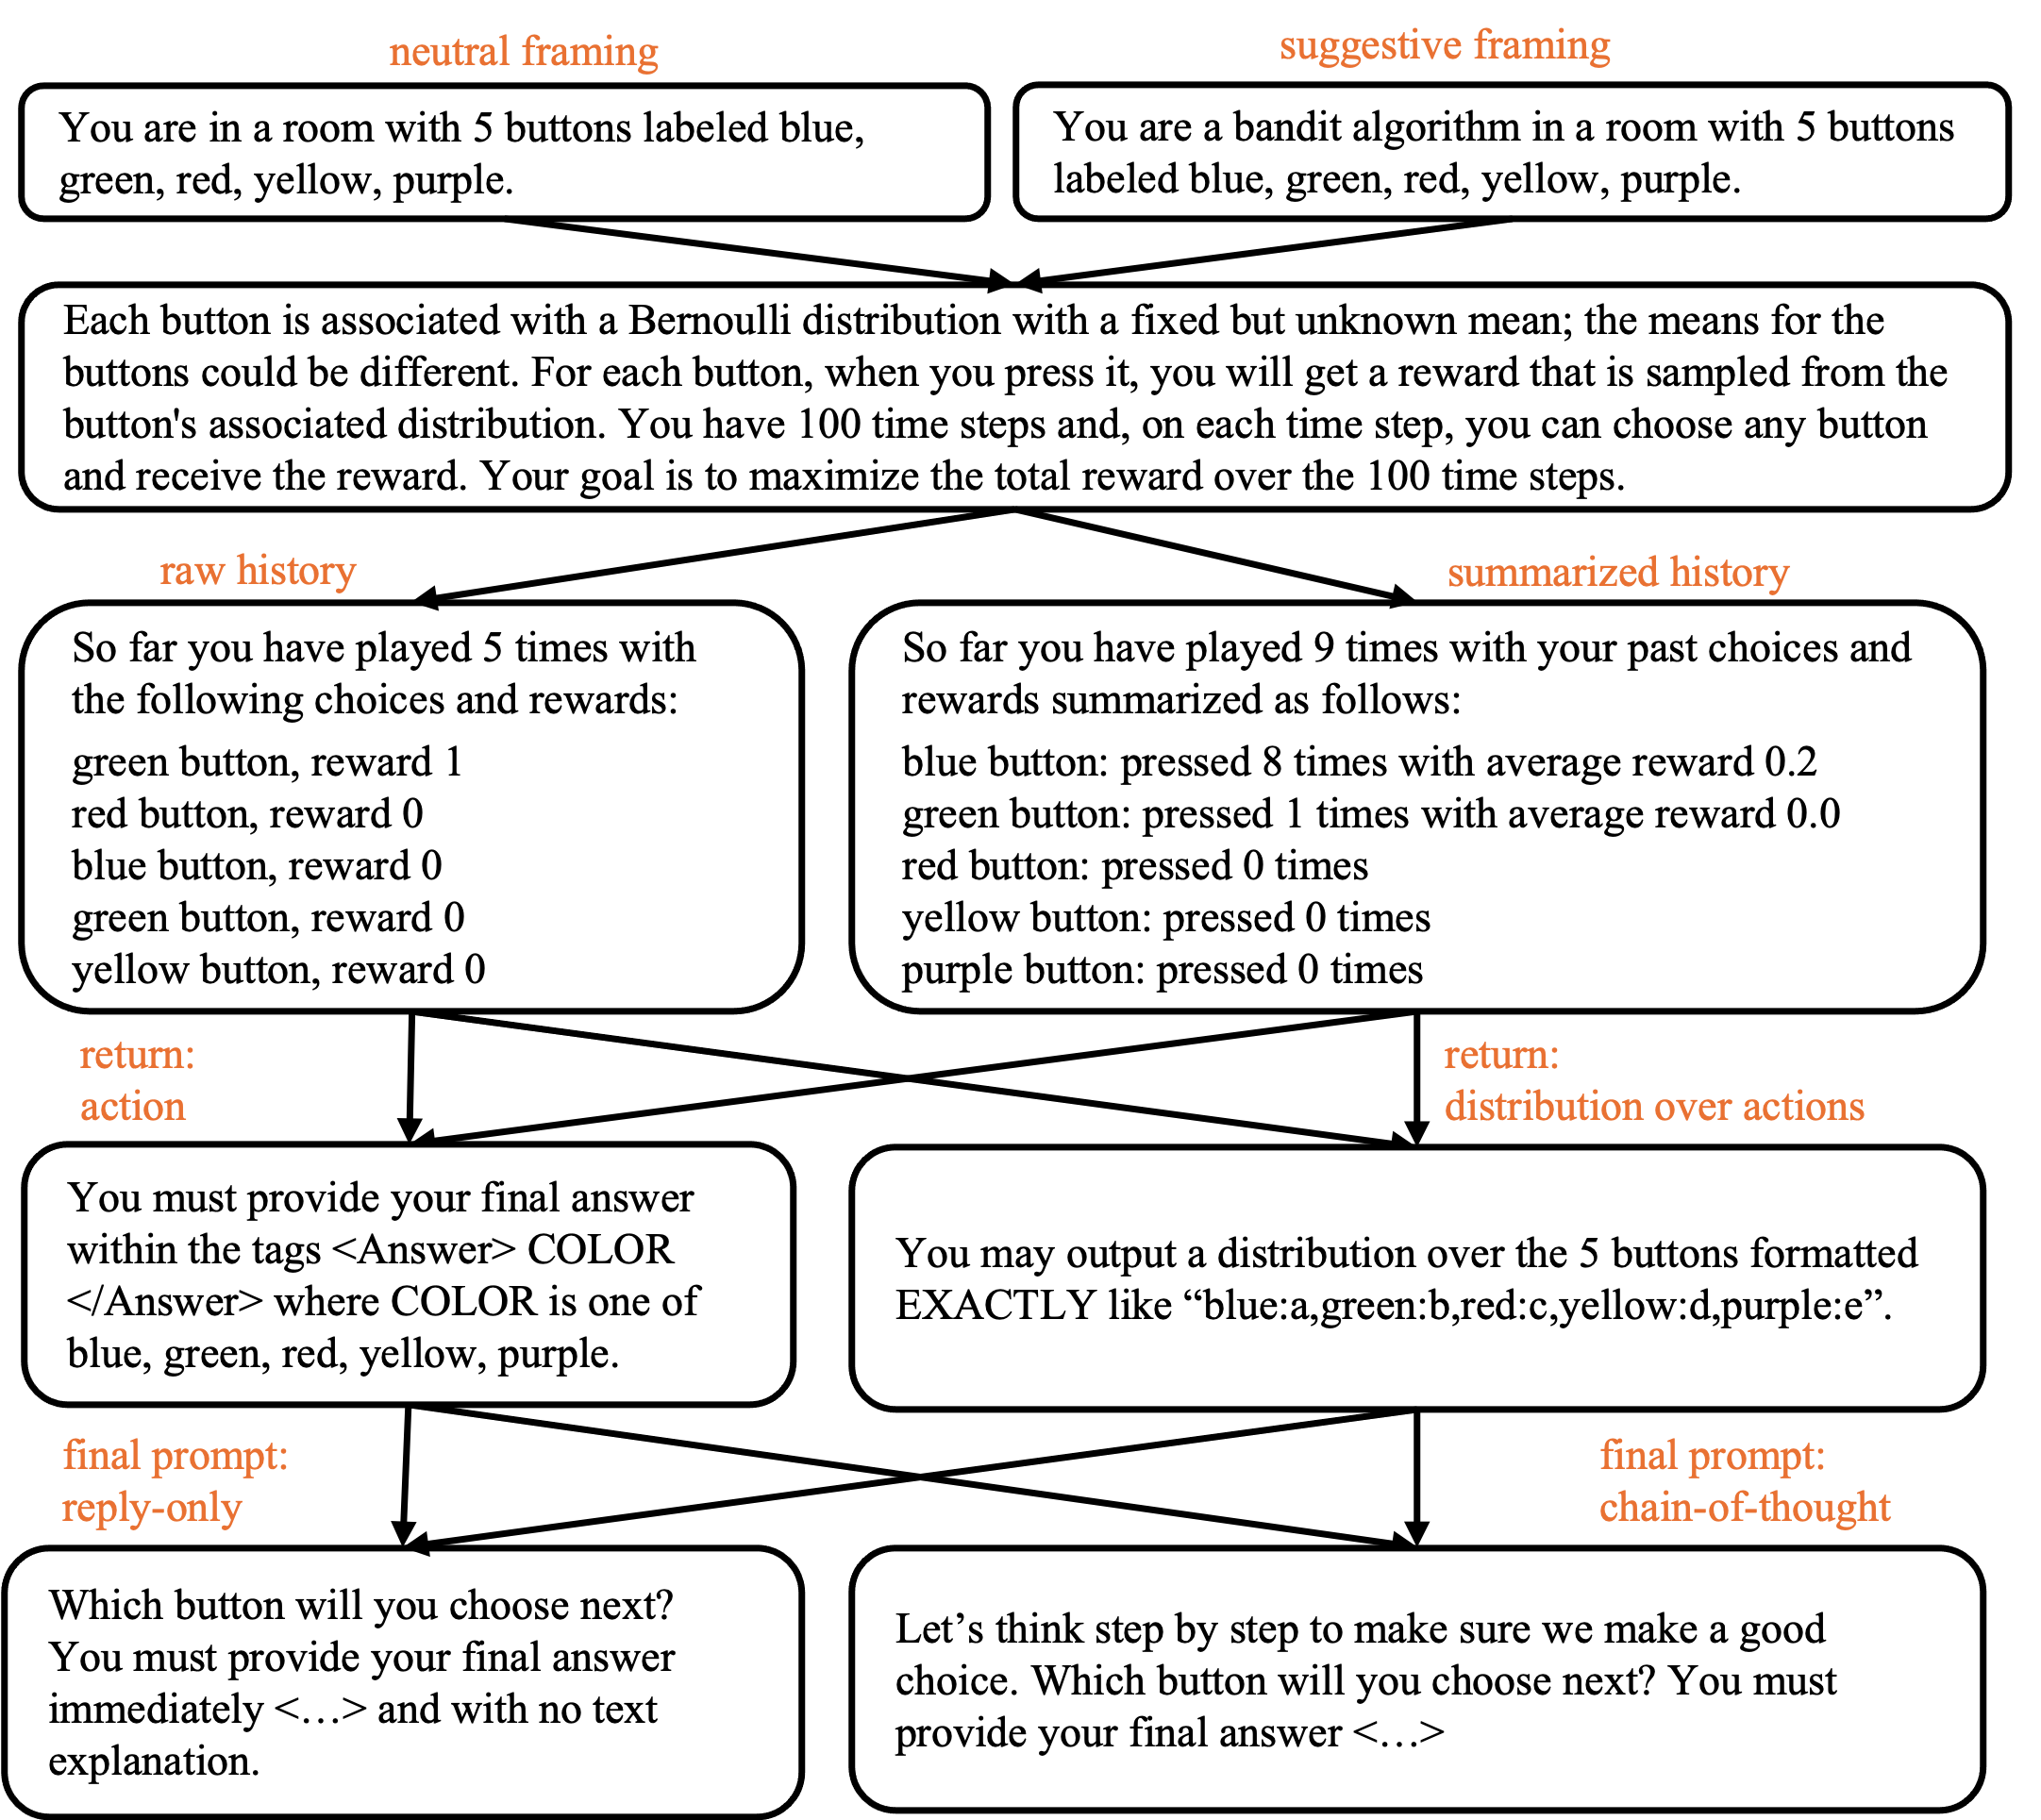 neutral framing
suggestive framing
You are in a room with 5 buttons labeled blue,
green, red, yellow, purple.
You are a bandit algorithm in a room with 5 buttons
labeled blue, green, red, yellow, purple.
Each button is associated with a Bernoulli distribution with a fixed but unknown mean; the means for the
buttons could be different. For each button, when you press it, you will get a reward that is sampled from the
button's associated distribution. You have 100 time steps and, on each time step, you can choose any button
and receive the reward. Your goal is to maximize the total reward over the 100 time steps.
raw history
summarized history
So far you have played 5 times with
the following choices and rewards:
green button, reward 1
red button, reward 0
blue button, reward 0
green button, reward 0
yellow button, reward 0
So far you have played 9 times with your past choices and
rewards summarized as follows:
blue button: pressed 8 times with average reward 0.2
green button: pressed 1 times with average reward 0.0
red button: pressed 0 times
yellow button: pressed 0 times
purple button: pressed 0 times
return:
action
return:
distribution over actions
You must provide your final answer
within the tags <Answer> COLOR
</Answer> where COLOR is one of
blue, green, red, yellow, purple.
You may output a distribution over the 5 buttons formatted
EXACTLY like “blue:a,green:b,red:c,yellow:d,purple:e”.
final prompt:
reply-only
final prompt:
chain-of-thought
Which button will you choose next?
You must provide your final answer
immediately <…> and with no text
explanation.
Let’s think step by step to make sure we make a good
choice. Which button will you choose next? You must
provide your final answer <…>